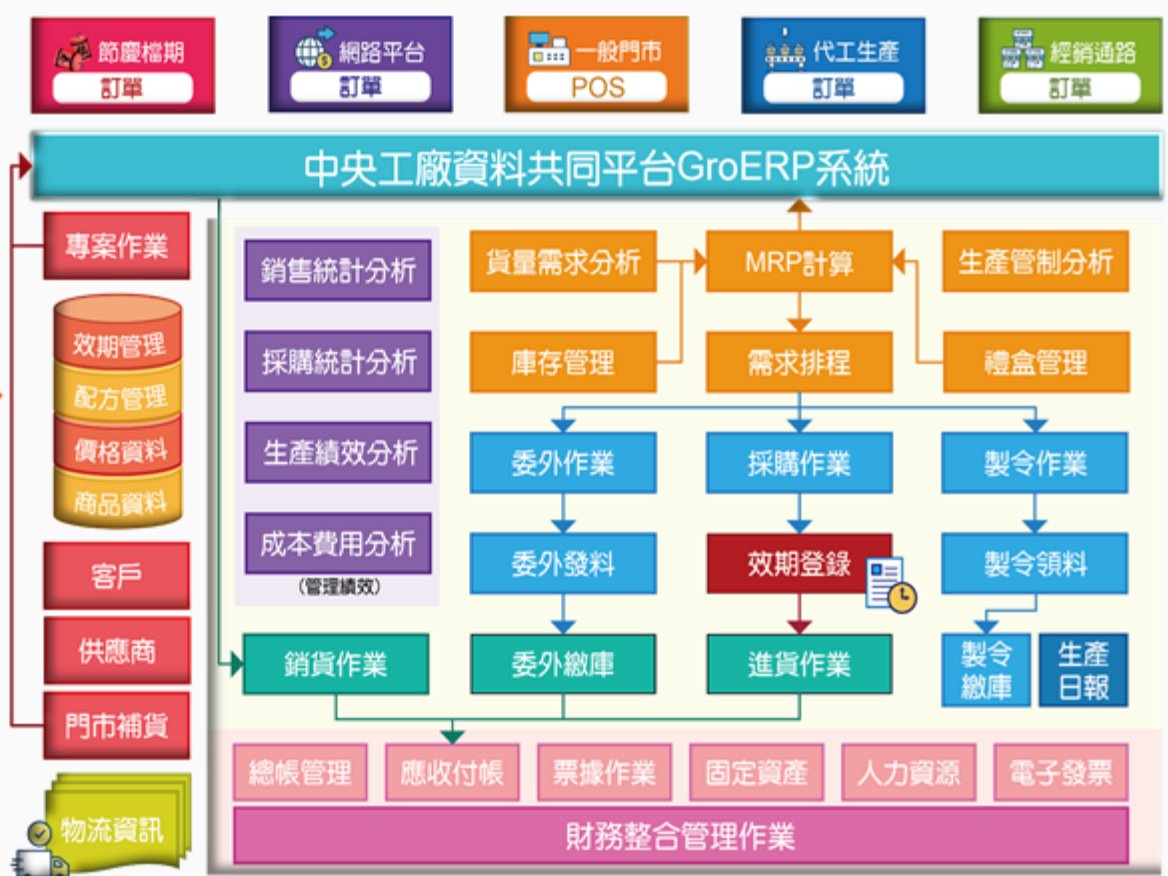 節慶檔期
訂單
網路平台
訂單
一般門市
POS
代工生產
訂單
經銷通路
訂單
中央工廠資料共同平台GroERP系統
專案作業
效期管理
配方管理
價格資料
商品資料
客戶
供應商
門市補貨
物流資訊
銷售統計分析
採購統計分析
生產績效分析
成本費用分析
(管理績效)
貨量需求分析
MRP計算
生產管制分析
庫存管理
需求排程
禮盒管理
委外作業
採購作業
製令作業
委外發料
效期登錄
製令領料
銷貨作業
委外繳庫
進貨作業
製令
繳庫
生產
日報
總帳管理
應收付帳
票據作業
固定資產
人力資源
電子發票
財務整合管理作業